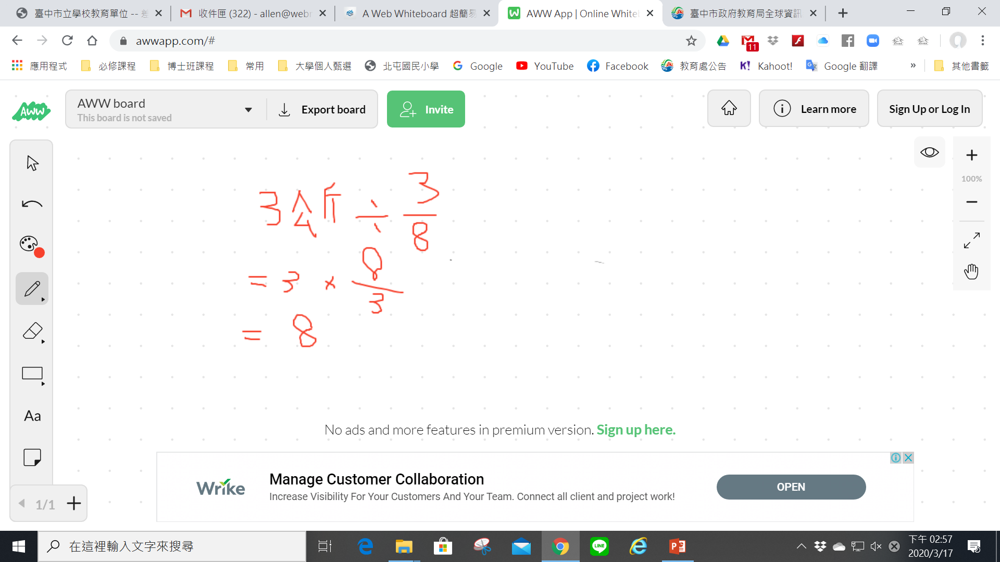 臺中市立學校教育單位 -- 差
收件匣 (322) - allen@webm
A Web Whiteboard 超簡易
AWW App | Online White
臺中市政府教育局全球資訊
awwapp.com/#
11
應用程式
必修課程
博士班課程
常用
大學個人甄選
北屯國民小學
Google
YouTube
Facebook
教育處公告
K!
Kahoot!
Google 翻譯
»
其他書籤
AWW
AWW board
This board is not saved
Export board
Invite
Learn more
Sign Up or Log In
100%
3公斤 ÷ 3/8
= 3 × 8/3
= 8
Aa
1/1
No ads and more features in premium version. Sign up here.
Wrike
Manage Customer Collaboration
Increase Visibility For Your Customers And Your Team. Connect all client and project work!
OPEN
在這裡輸入文字來搜尋
LINE
下午 02:57
2020/3/17